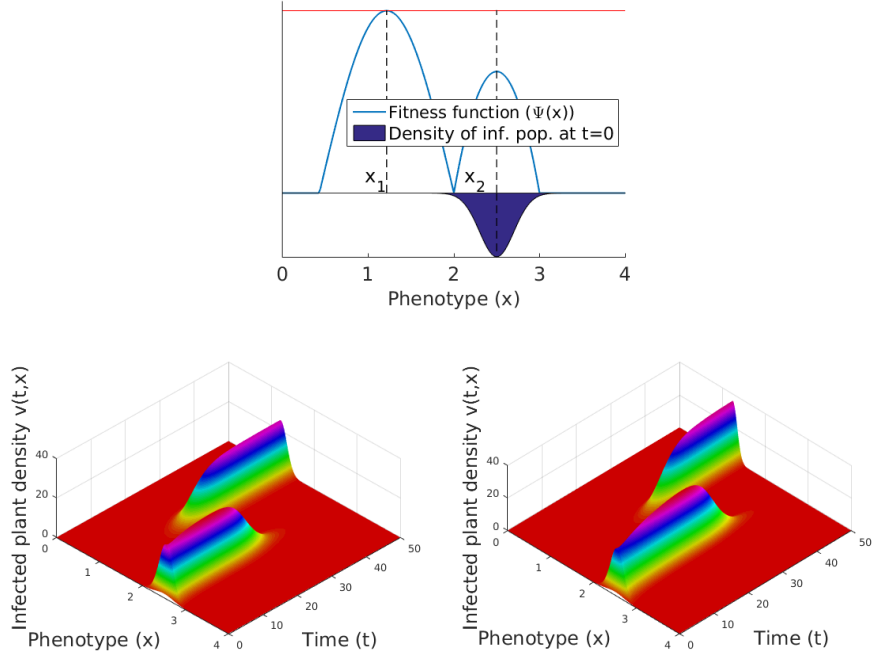 Fitness function (Ψ(x))
Density of inf. pop. at t=0
x1 x2
0 1 2 3 4
Phenotype (x)
Infected plant density v(t,x)
40
20
0
0
1
2
3
4
Phenotype (x)
0
10
20
30
40
50
Time (t)
Infected plant density v(t,x)
40
20
0
0
1
2
3
4
Phenotype (x)
0
10
20
30
40
50
Time (t)